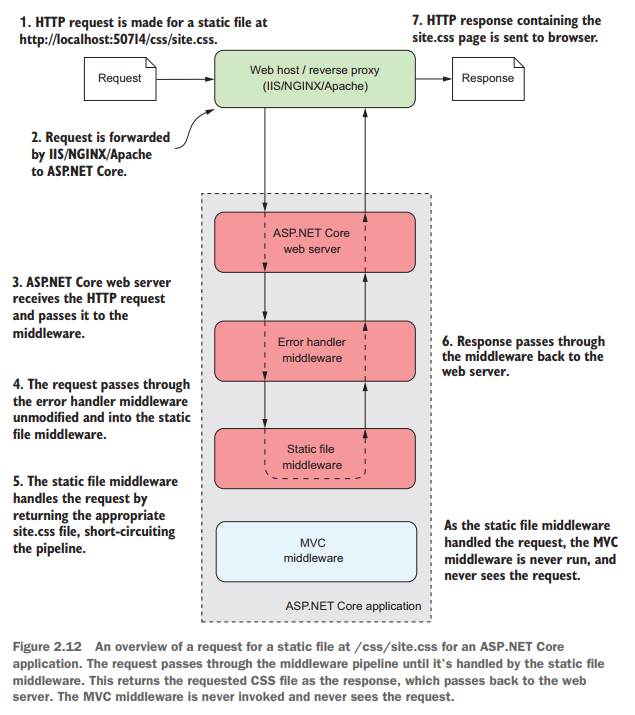 1. HTTP request is made for a static file at
http://localhost:50714/css/site.css.
7. HTTP response containing the
site.css page is sent to browser.
Request
Web host / reverse proxy
(IIS/NGINX/Apache)
Response
2. Request is forwarded
by IIS/NGINX/Apache
to ASP.NET Core.
ASP.NET Core
web server
3. ASP.NET Core web server
receives the HTTP request
and passes it to the
middleware.
Error handler
middleware
6. Response passes through
the middleware back to the
web server.
4. The request passes through
the error handler middleware
unmodified and into the static
file middleware.
Static file
middleware
5. The static file middleware
handles the request by
returning the appropriate
site.css file, short-circuiting
the pipeline.
MVC
middleware
As the static file middleware
handled the request, the MVC
middleware is never run, and
never sees the request.
ASP.NET Core application
Figure 2.12 An overview of a request for a static file at /css/site.css for an ASP.NET Core
application. The request passes through the middleware pipeline until it's handled by the static file
middleware. This returns the requested CSS file as the response, which passes back to the web
server. The MVC middleware is never invoked and never sees the request.